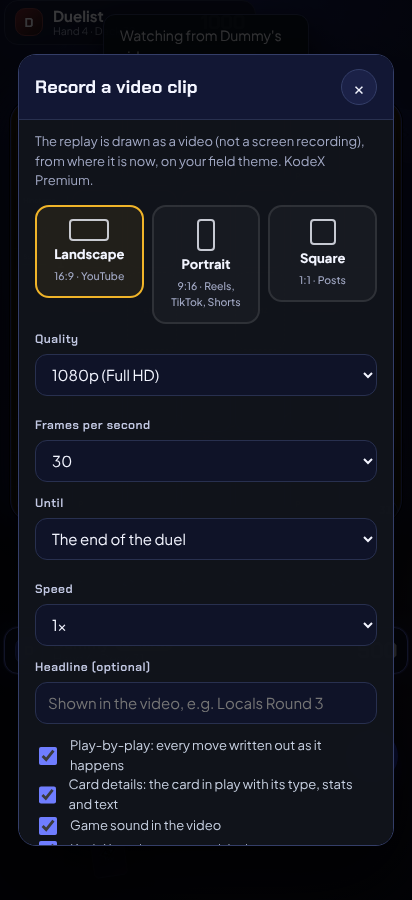 Duelist
Hand 4 · D
Watching from Dummy's
Record a video clip
×
The replay is drawn as a video (not a screen recording),
from where it is now, on your field theme. KodeX
Premium.
Landscape
16:9 · YouTube
Portrait
9:16 · Reels,
TikTok, Shorts
Square
1:1 · Posts
Quality
1080p (Full HD)
Frames per second
30
Until
The end of the duel
Speed
1×
Headline (optional)
Shown in the video, e.g. Locals Round 3
Play-by-play: every move written out as it
happens
Card details: the card in play with its type, stats
and text
Game sound in the video